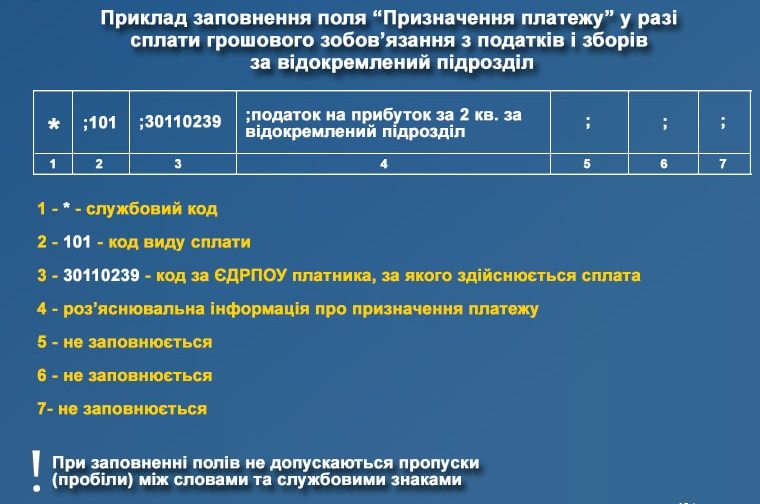 Приклад заповнення поля “Призначення платежу” у разі
сплати грошового зобов’язання з податків і зборів
за відокремлений підрозділ
* ;101 ;30110239 ;податок на прибуток за 2 кв. за
відокремлений підрозділ ; ; ;
1 2 3 4 5 6 7
1 - * - службовий код
2 - 101 - код виду сплати
3 - 30110239 - код за ЄДРПОУ платника, за якого здійснюється сплата
4 - роз’яснювальна інформація про призначення платежу
5 - не заповнюється
6 - не заповнюється
7- не заповнюється
! При заповненні полів не допускаються пропуски
(пробіли) між словами та службовими знаками